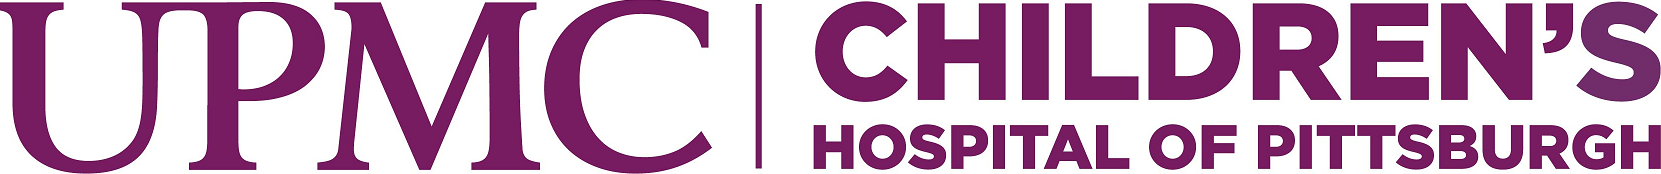 UPMC
CHILDREN'S
HOSPITAL OF PITTSBURGH